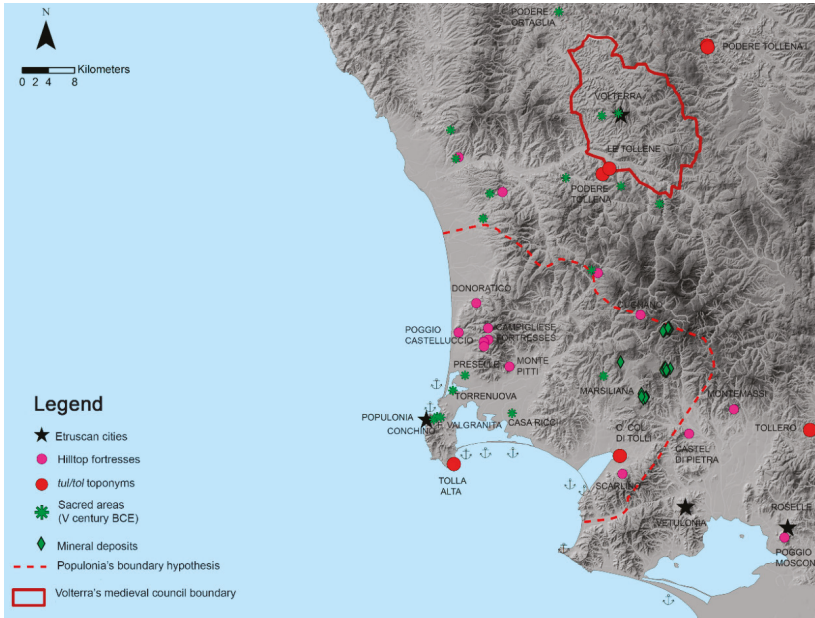 PODERE
ORTAGLIA
PODERE TOLLENA
N
Kilometers
0 2 4 8
VOLTERRA
LE TOLLENE
PODERE
TOLLENA
DONORATICO
POGGIO
CASTELLUCCIO
CAMPIGLIESE
FORTRESSES
PRESELLE
MONTE
PITTI
MARSILIANA
MONTEMASSI
TORRENUOVA
POPULONIA
CONCHINO
VALGRANITA
CASA RICCI
C. COL
DI TOLLI
CASTEL
DI PIETRA
TOLLERO
TOLLA
ALTA
SCARLINO
VETULONIA
ROSELLE
POGGIO
MOSCON
Legend
Etruscan cities
Hilltop fortresses
tul/tol toponyms
Sacred areas
(V century BCE)
Mineral deposits
Populonia's boundary hypothesis
Volterra's medieval council boundary